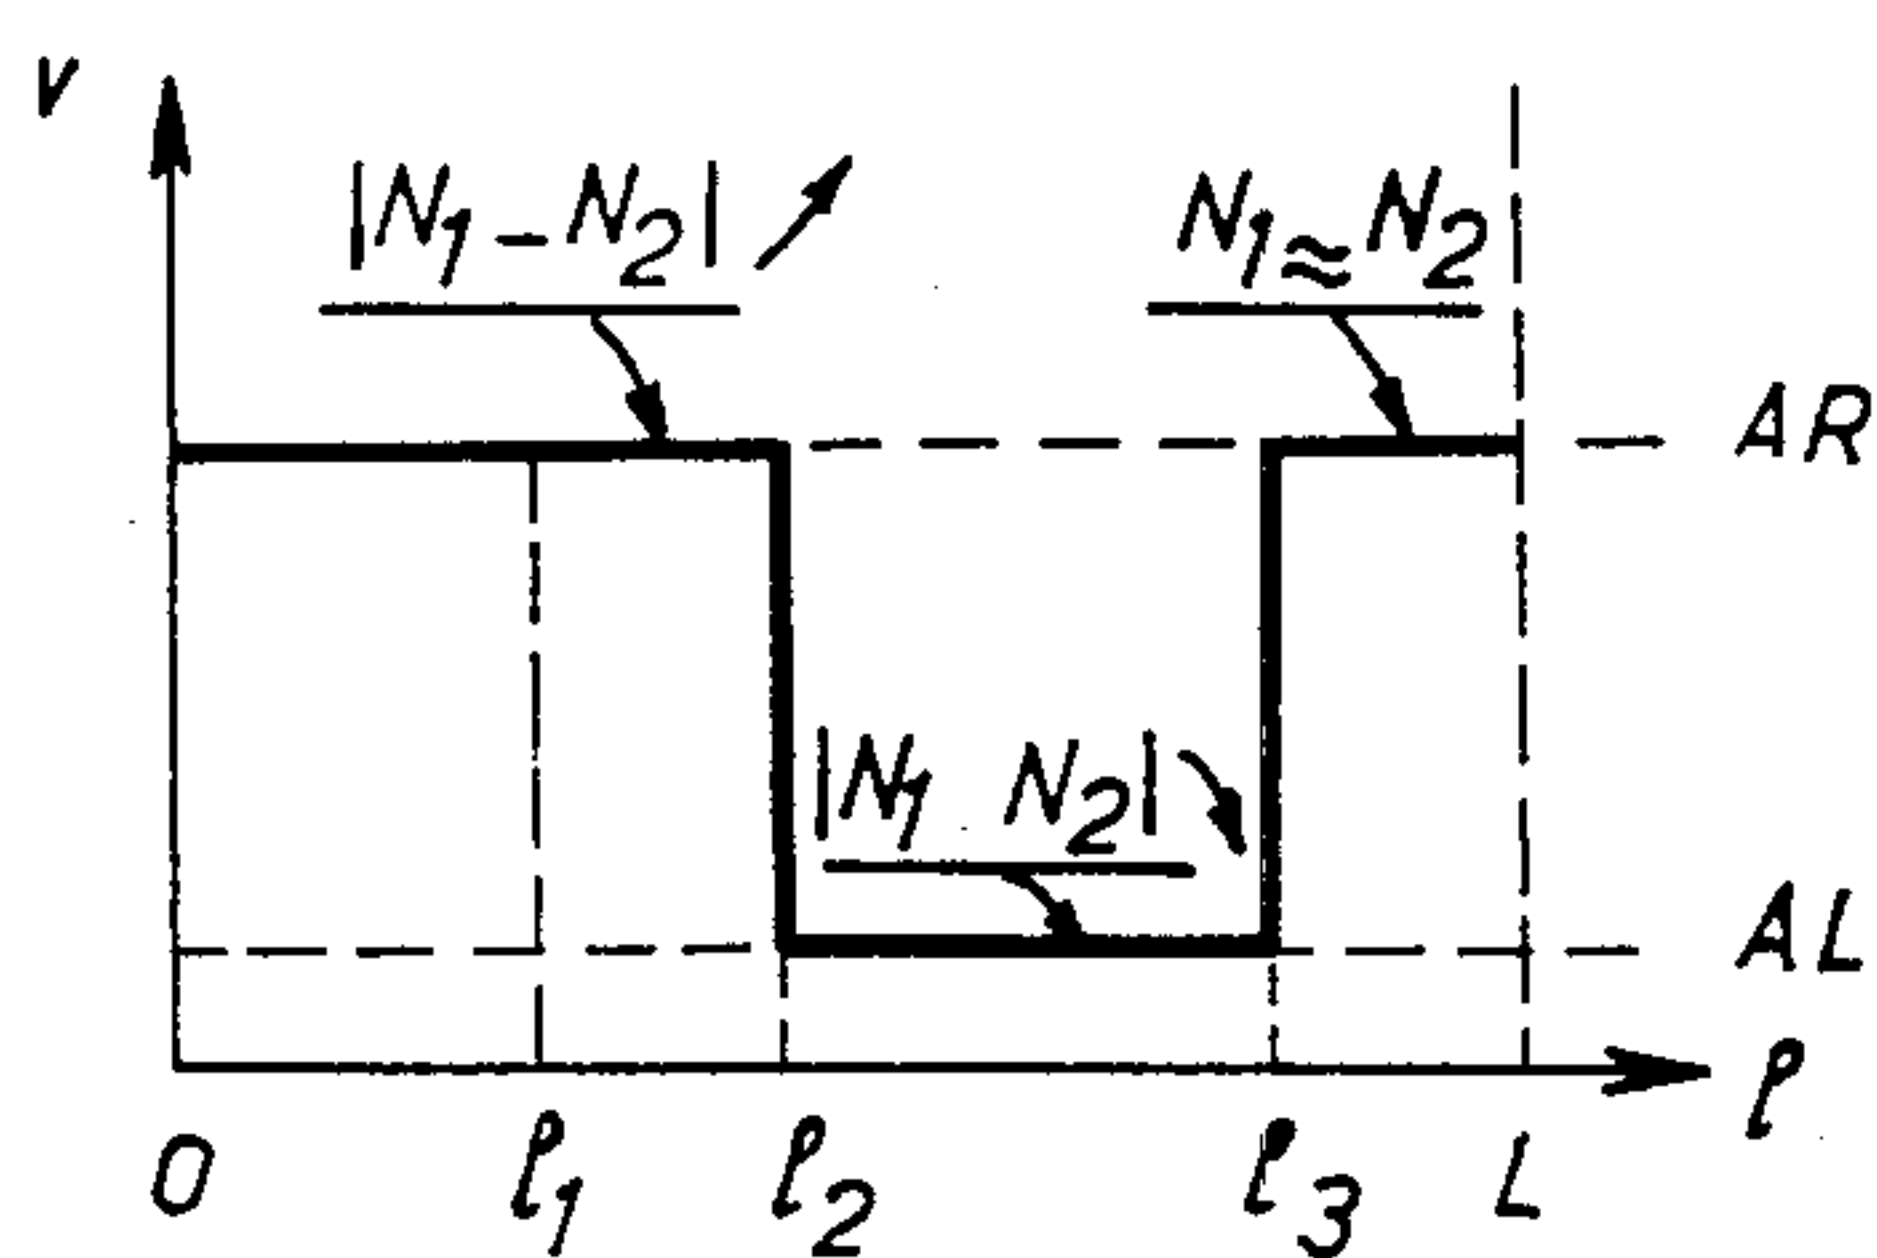 v
|N₁ – N₂| ↗
N₁ ≈ N₂
AR
|N₁ N₂| ↘
AL
ℓ
0 ℓ₁ ℓ₂ ℓ₃ L